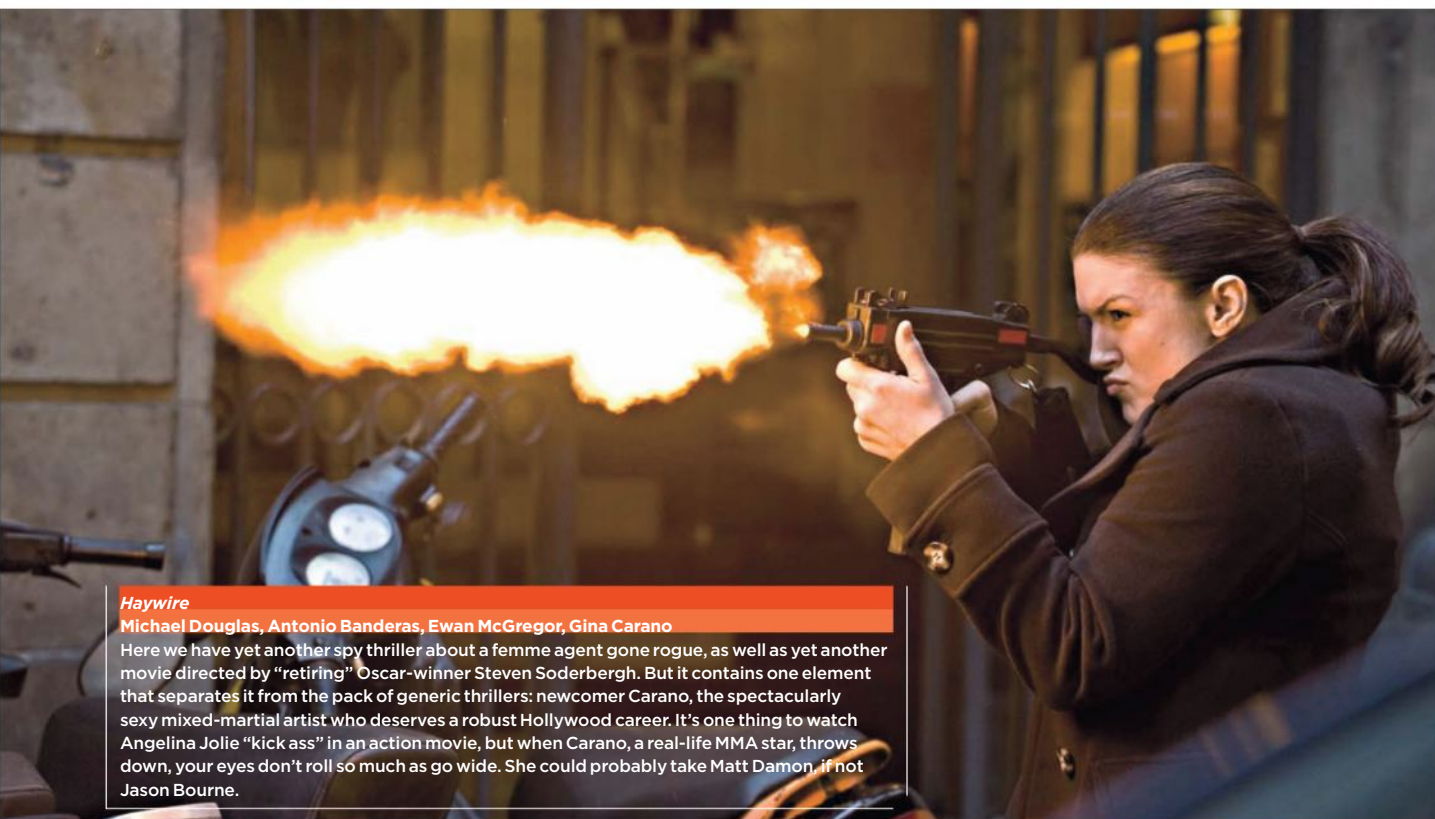 Haywire
Michael Douglas, Antonio Banderas, Ewan McGregor, Gina Carano
Here we have yet another spy thriller about a femme agent gone rogue, as well as yet another
movie directed by “retiring” Oscar-winner Steven Soderbergh. But it contains one element
that separates it from the pack of generic thrillers: newcomer Carano, the spectacularly
sexy mixed-martial artist who deserves a robust Hollywood career. It’s one thing to watch
Angelina Jolie “kick ass” in an action movie, but when Carano, a real-life MMA star, throws
down, your eyes don’t roll so much as go wide. She could probably take Matt Damon, if not
Jason Bourne.